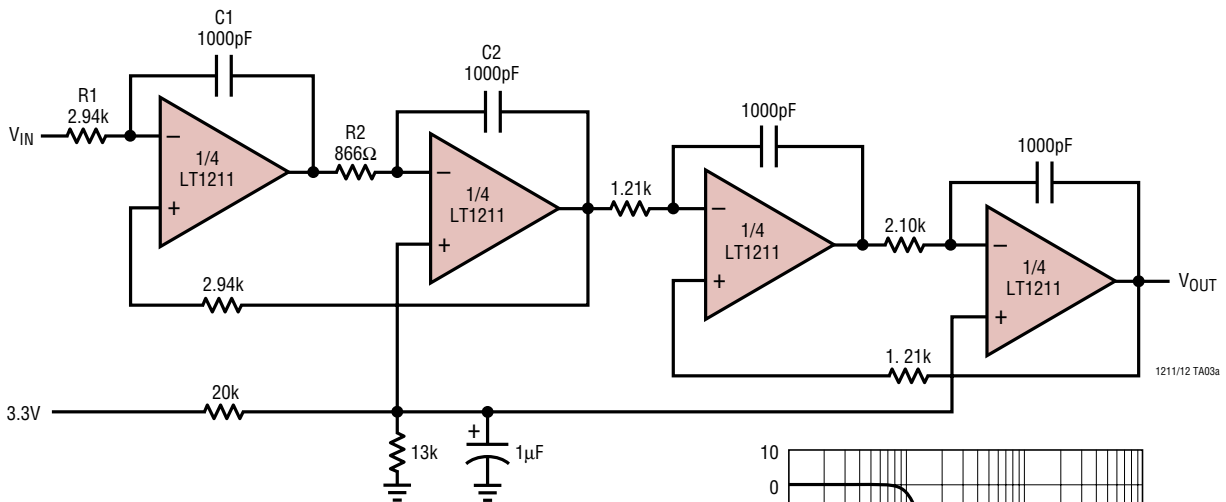 C1
1000pF
C2
1000pF
R1
2.94k
1000pF
1000pF
VIN
R2
866Ω
−
1/4
LT1211
+
−
1/4
LT1211
+
1.21k
−
1/4
LT1211
+
2.10k
−
1/4
LT1211
+
VOUT
2.94k
1. 21k
1211/12 TA03a
3.3V
20k
13k
+
1µF
10
0